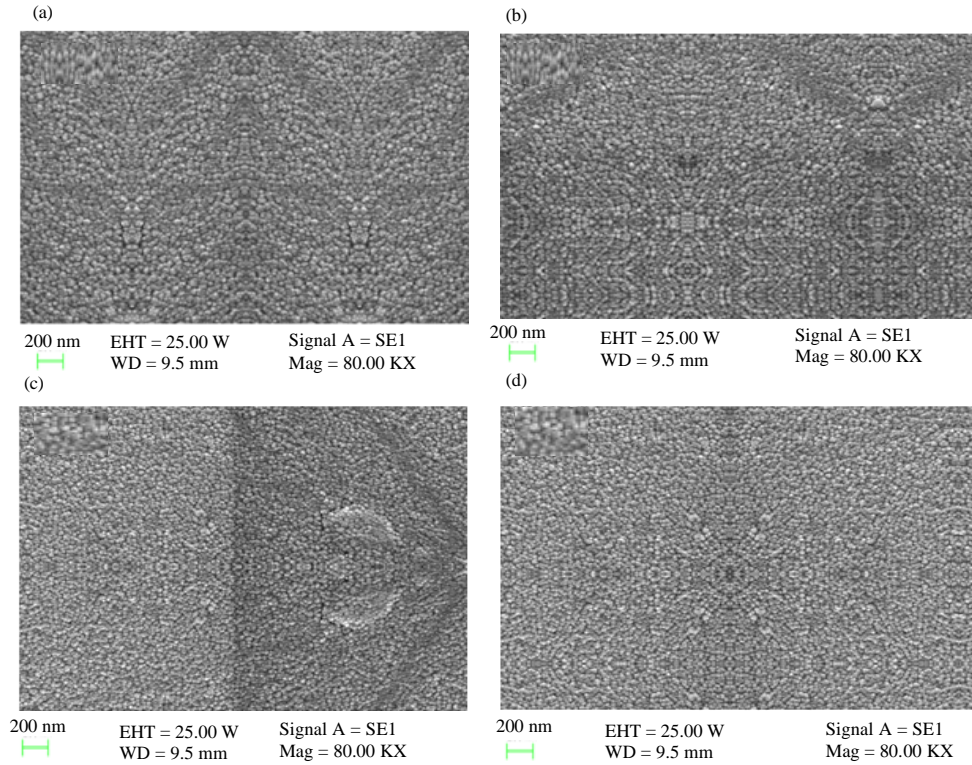 (a)
(b)
200 nm
EHT = 25.00 W
Signal A = SE1
WD = 9.5 mm
Mag = 80.00 KX
200 nm
EHT = 25.00 W
Signal A = SE1
WD = 9.5 mm
Mag = 80.00 KX
(c)
(d)
200 nm
EHT = 25.00 W
Signal A = SE1
WD = 9.5 mm
Mag = 80.00 KX
200 nm
EHT = 25.00 W
Signal A = SE1
WD = 9.5 mm
Mag = 80.00 KX